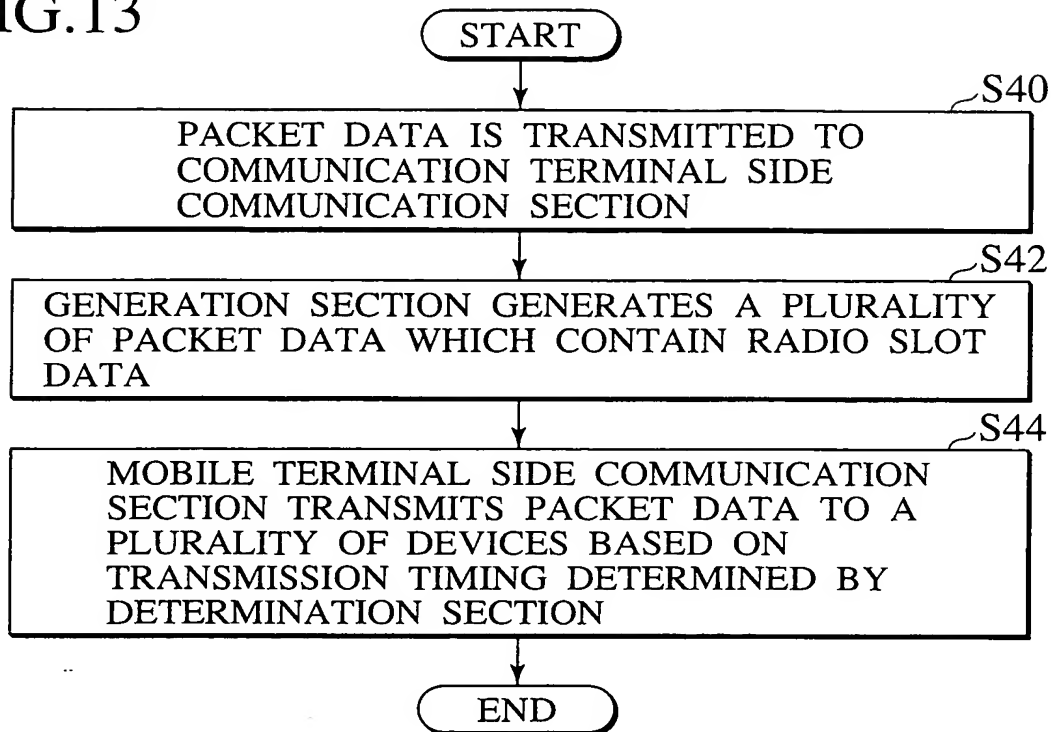 IG.13
START
S40
PACKET DATA IS TRANSMITTED TO
COMMUNICATION TERMINAL SIDE
COMMUNICATION SECTION
S42
GENERATION SECTION GENERATES A PLURALITY
OF PACKET DATA WHICH CONTAIN RADIO SLOT
DATA
S44
MOBILE TERMINAL SIDE COMMUNICATION
SECTION TRANSMITS PACKET DATA TO A
PLURALITY OF DEVICES BASED ON
TRANSMISSION TIMING DETERMINED BY
DETERMINATION SECTION
END